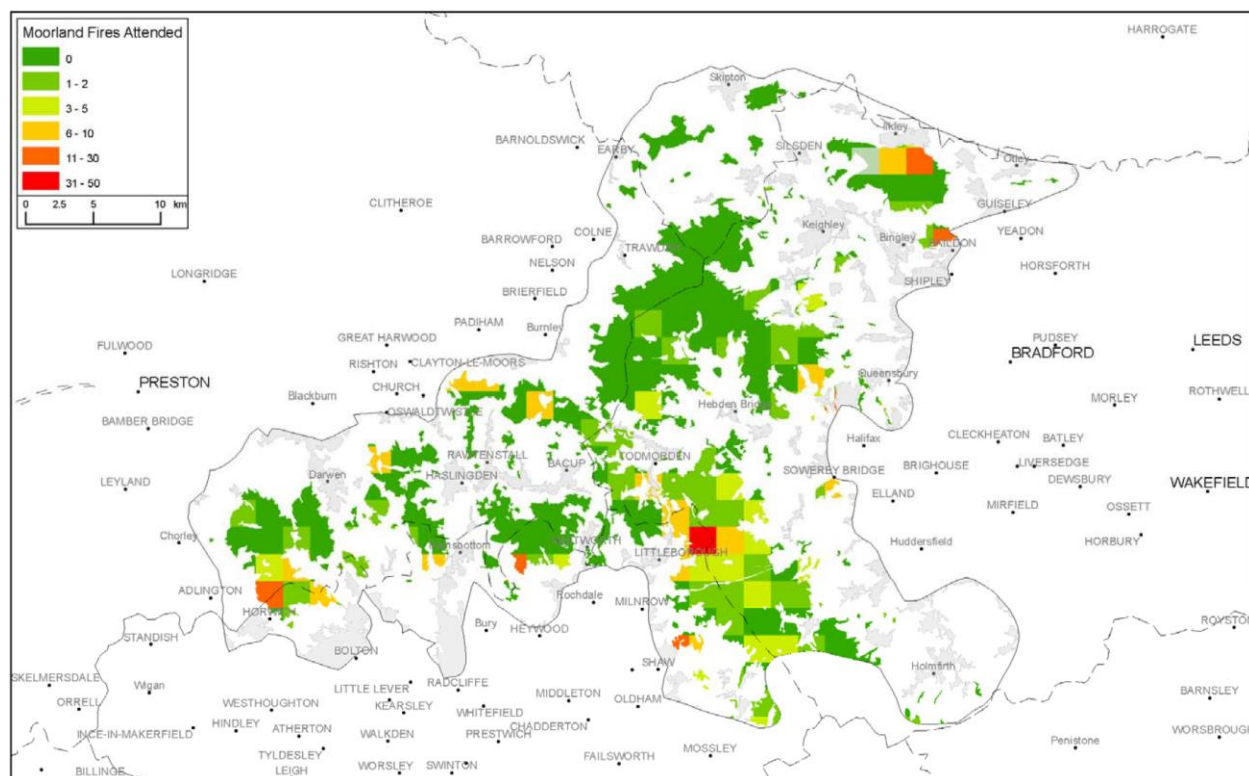 Moorland Fires Attended
0
1 - 2
3 - 5
6 - 10
11 - 30
31 - 50
0 2.5 5 10 km
HARROGATE
Skipton
BARNOLDSWICK
EARBY
SILSDEN
Ilkley
Otley
CLITHEROE
GUISELEY
Keighley
Bingley
YEADON
BARROWFORD
COLNE
BAILDON
NELSON
LONGRIDGE
SHIPLEY
HORSFORTH
BRIERFIELD
PADIHAM
Burnley
GREAT HARWOOD
FULWOOD
PUDSEY
LEEDS
CLAYTON-LE-MOORS
BRADFORD
RISHTON
Queensbury
PRESTON
CHURCH
ROTHWELL
Blackburn
MORLEY
OSWALDTWISTLE
Hebden Bridge
BAMBER BRIDGE
Halifax
CLECKHEATON
BATLEY
RAWTENSTALL
BACUP
TODMORDEN
SOWERBY BRIDGE
BRIGHOUSE
LIVERSEDGE
Darwen
HASLINGDEN
DEWSBURY
WAKEFIELD
LEYLAND
ELLAND
MIRFIELD
OSSETT
Chorley
HORBURY
Huddersfield
LITTLEBOROUGH
ADLINGTON
Rochdale
MILNROW
HORWICH
Bury
HEYWOOD
ROYSTON
STANDISH
BOLTON
SHAW
Holmfirth
SKELMERSDALE
Wigan
LITTLE LEVER
RADCLIFFE
BARNSLEY
ORRELL
WESTHOUGHTON
KEARSLEY
MIDDLETON
OLDHAM
WHITEFIELD
HINDLEY
ATHERTON
CHADDERTON
INCE-IN-MAKERFIELD
WALKDEN
PRESTWICH
WORSBROUGH
TYLDESLEY
MOSSLEY
Penistone
FAILSWORTH
BILLINGE
LEIGH
WORSLEY
SWINTON